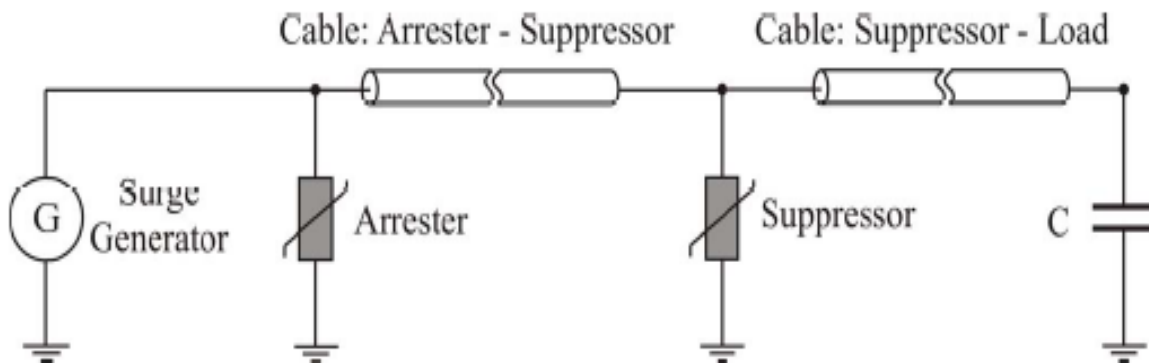 Cable: Arrester - Suppressor
Cable: Suppressor - Load
G
Surge
Generator
Arrester
Suppressor
C